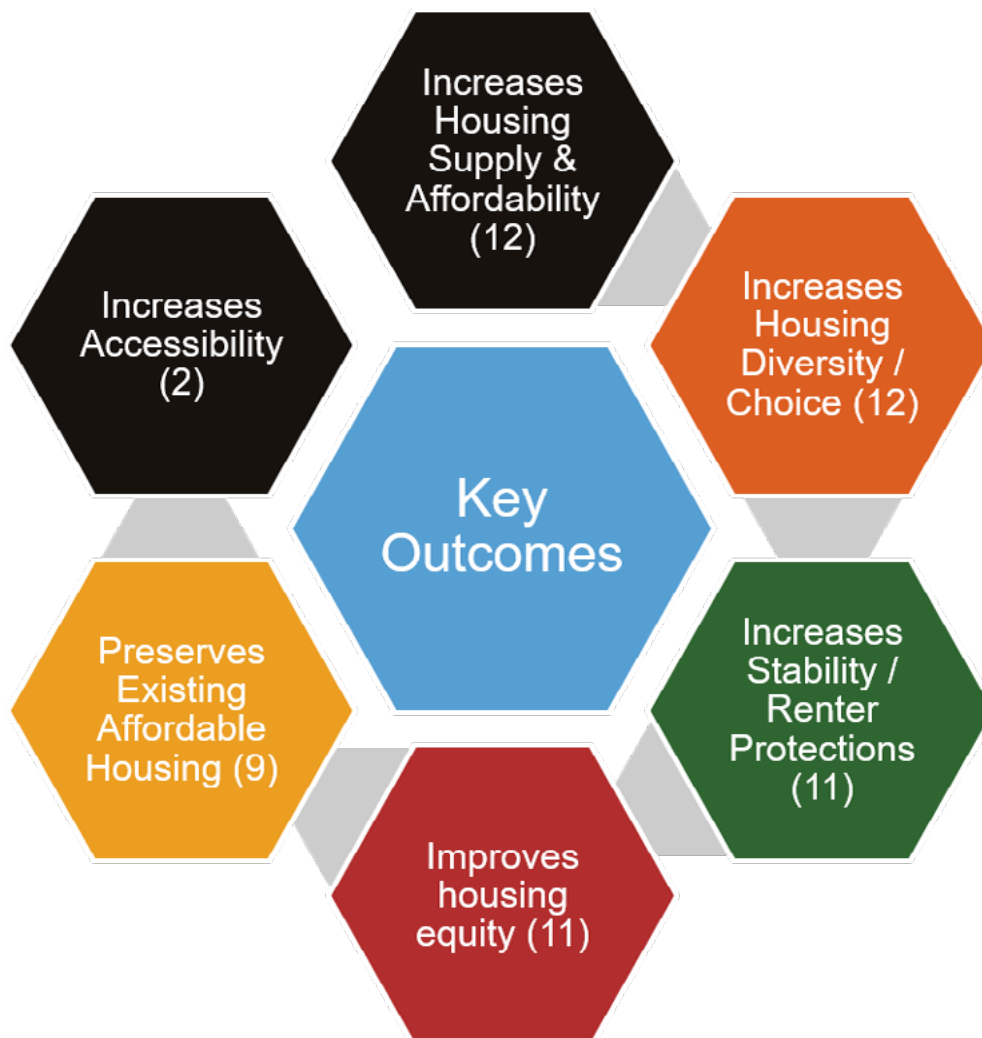 Increases
Housing
Supply &
Affordability
(12)
Increases
Housing
Diversity /
Choice (12)
Increases
Stability /
Renter
Protections
(11)
Improves
housing
equity (11)
Preserves
Existing
Affordable
Housing (9)
Increases
Accessibility
(2)
Key
Outcomes